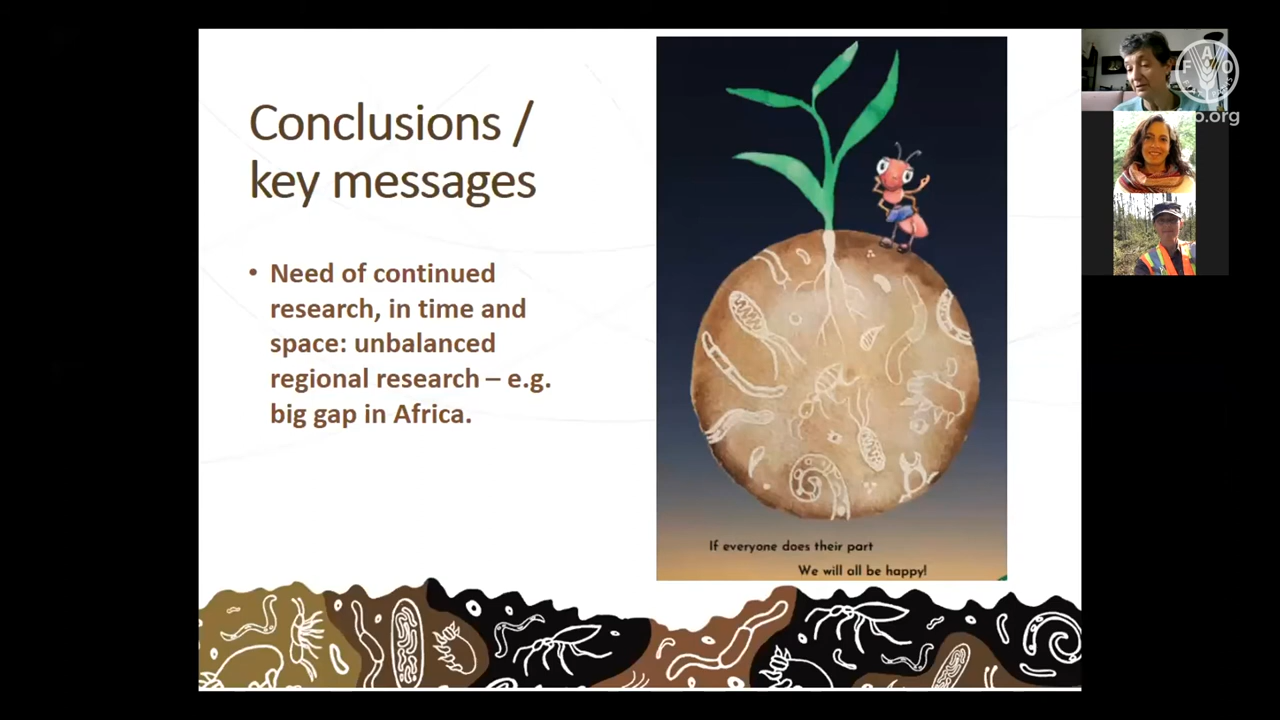 Conclusions /
key messages
• Need of continued
research, in time and
space: unbalanced
regional research – e.g.
big gap in Africa.
If everyone does their part
We will all be happy!
F A O